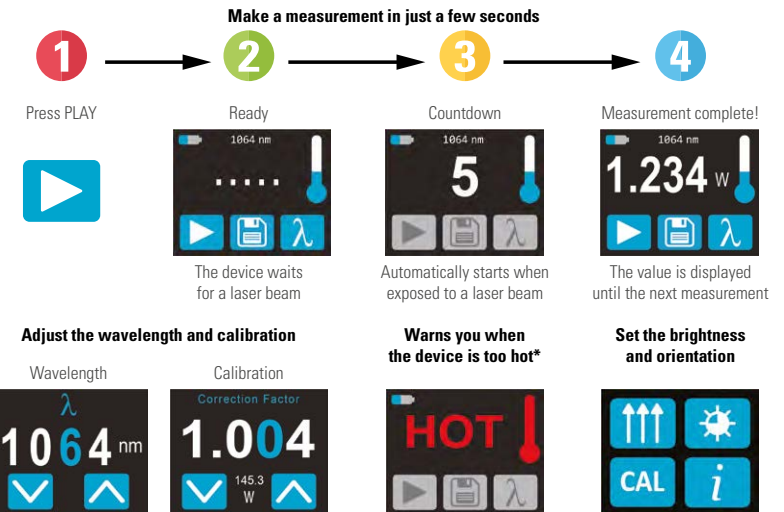 Make a measurement in just a few seconds
1
2
3
4
Press PLAY
Ready
Countdown
Measurement complete!
1064 nm
.....
λ
1064 nm
5
λ
1064 nm
1.234 W
λ
The device waits
for a laser beam
Automatically starts when
exposed to a laser beam
The value is displayed
until the next measurement
Adjust the wavelength and calibration
Wavelength
λ
1064 nm
Calibration
Correction Factor
1.004
145.3
W
Warns you when
the device is too hot*
HOT
λ
Set the brightness
and orientation
CAL
i